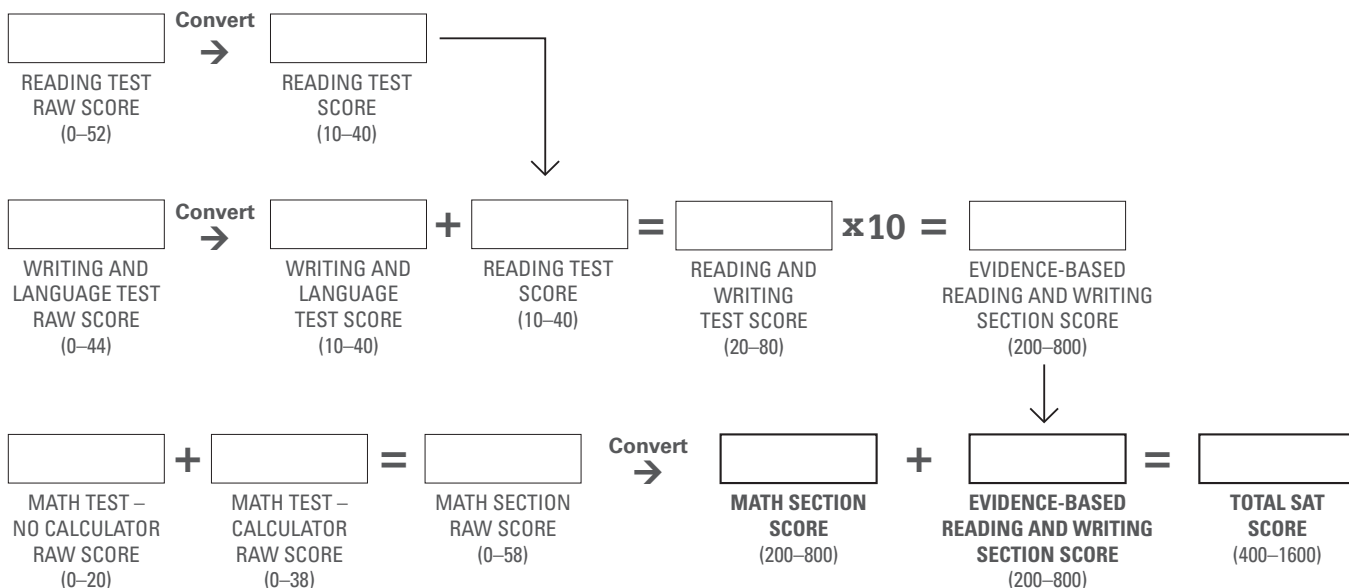 Convert
→
READING TEST
RAW SCORE
(0–52)
READING TEST
SCORE
(10–40)
Convert
→
+
=
x10 =
WRITING AND
LANGUAGE TEST
RAW SCORE
(0–44)
WRITING AND
LANGUAGE
TEST SCORE
(10–40)
READING TEST
SCORE
(10–40)
READING AND
WRITING
TEST SCORE
(20–80)
EVIDENCE-BASED
READING AND WRITING
SECTION SCORE
(200–800)
+
=
Convert
→
+
=
MATH TEST –
NO CALCULATOR
RAW SCORE
(0–20)
MATH TEST –
CALCULATOR
RAW SCORE
(0–38)
MATH SECTION
RAW SCORE
(0–58)
MATH SECTION
SCORE
(200–800)
EVIDENCE-BASED
READING AND WRITING
SECTION SCORE
(200–800)
TOTAL SAT
SCORE
(400–1600)